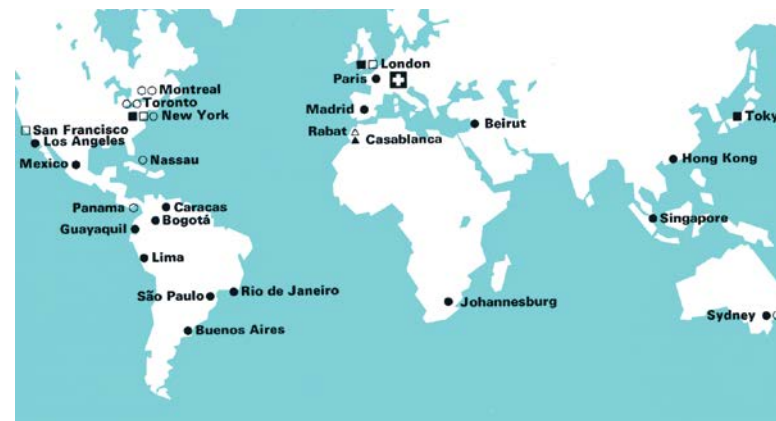 London
Paris
Montreal
Toronto
Madrid
New York
Beirut
Rabat
San Francisco
Casablanca
Los Angeles
Hong Kong
Mexico
Nassau
Panama
Caracas
Bogotá
Singapore
Guayaquil
Lima
São Paulo
Rio de Janeiro
Johannesburg
Sydney
Buenos Aires